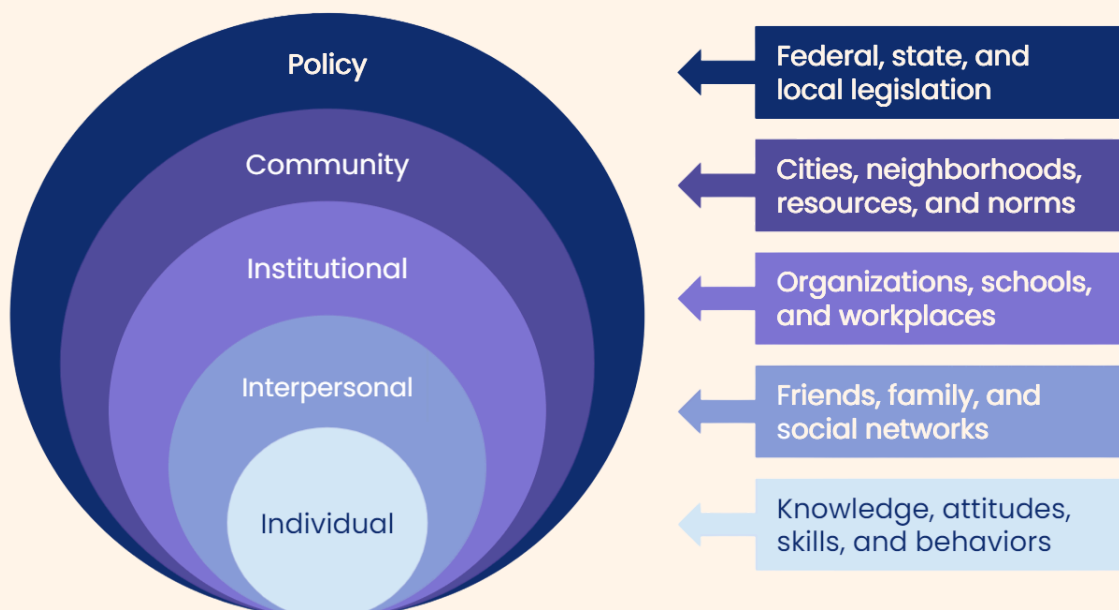 Policy
Federal, state, and
local legislation
Community
Cities, neighborhoods,
resources, and norms
Institutional
Organizations, schools,
and workplaces
Interpersonal
Friends, family, and
social networks
Individual
Knowledge, attitudes,
skills, and behaviors